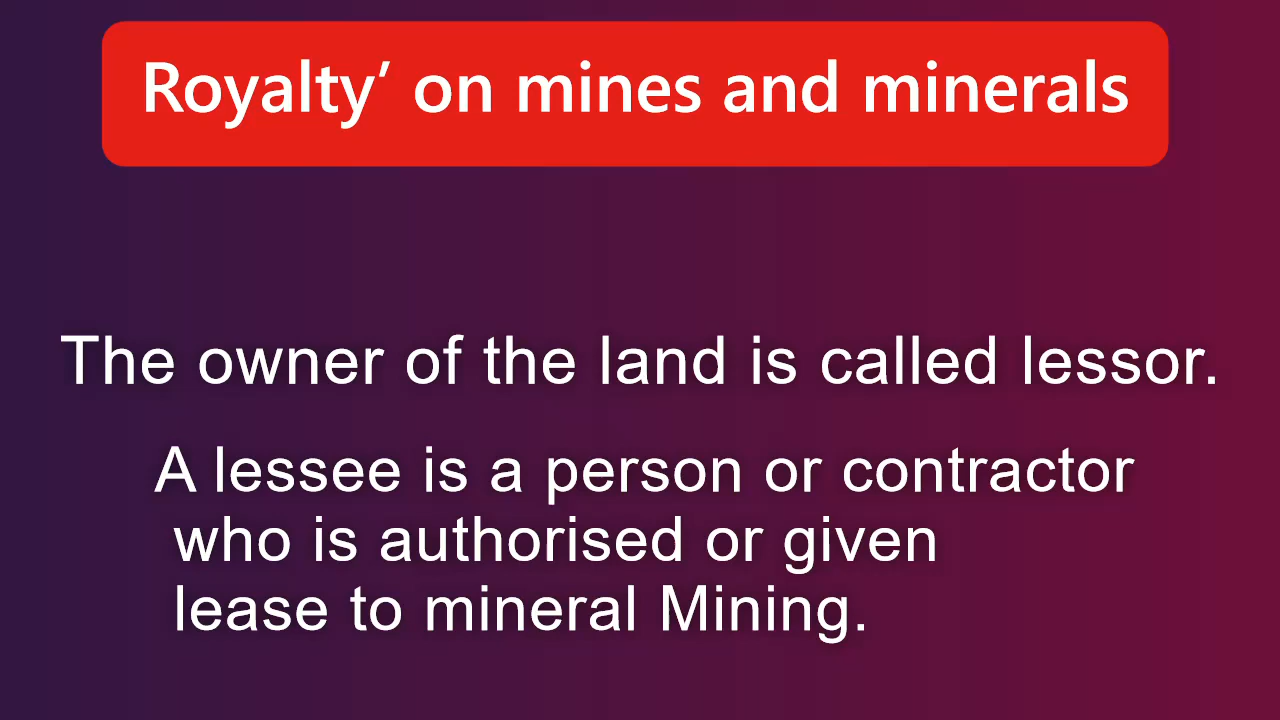 Royalty’ on mines and minerals
The owner of the land is called lessor.
A lessee is a person or contractor
who is authorised or given
lease to mineral Mining.